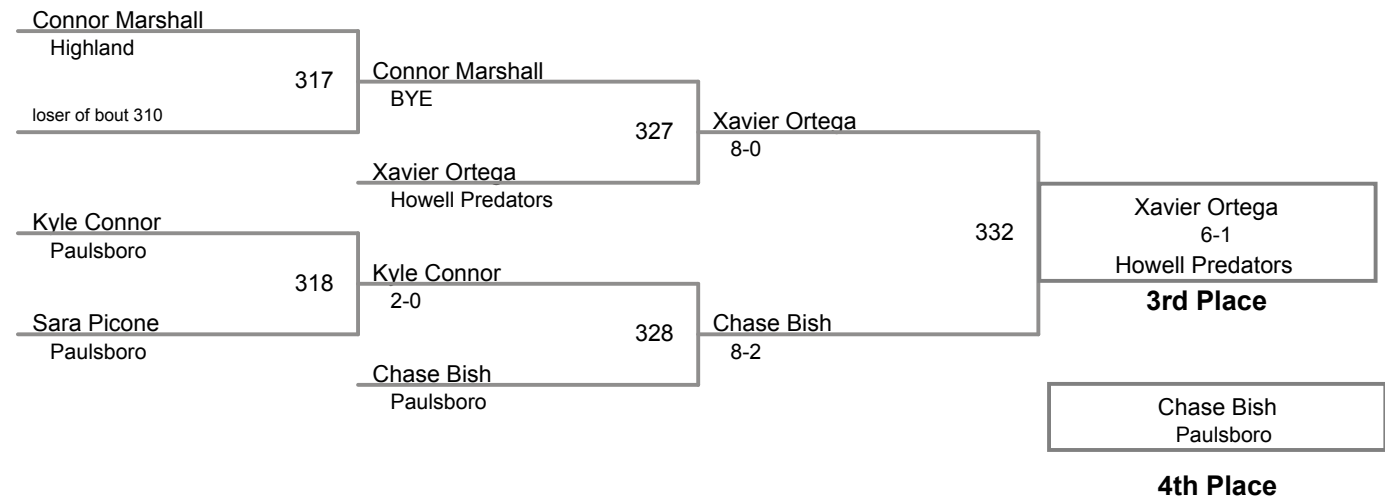 Connor Marshall
Highland
317
loser of bout 310
Connor Marshall
BYE
327
Xavier Ortega
8-0
Xavier Ortega
Howell Predators
Kyle Connor
Paulsboro
318
Sara Picone
Paulsboro
Kyle Connor
2-0
328
Chase Bish
8-2
Chase Bish
Paulsboro
332
Xavier Ortega
6-1
Howell Predators
3rd Place
Chase Bish
Paulsboro
4th Place